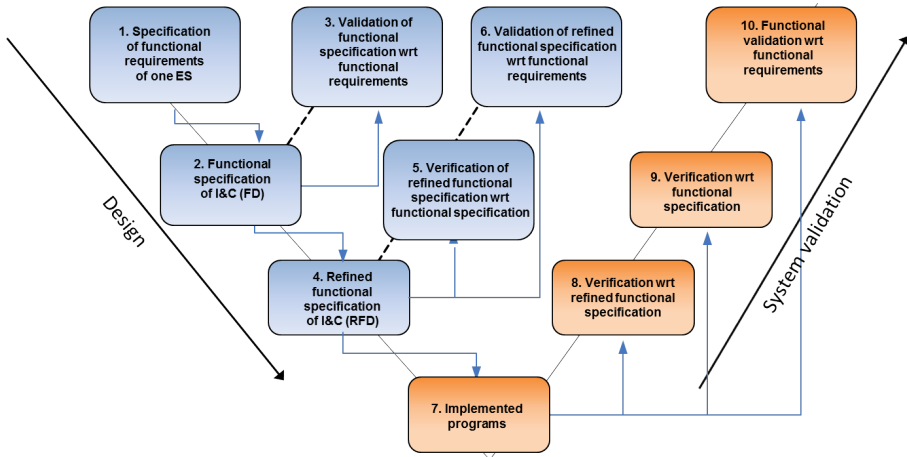 1. Specification
of functional
requirements
of one ES
3. Validation of
functional
specification wrt
functional
requirements
6. Validation of refined
functional specification
wrt functional
requirements
10. Functional
validation wrt
functional
requirements
2. Functional
specification
of I&C (FD)
5. Verification of
refined functional
specification wrt
functional specification
9. Verification wrt
functional
specification
Design
System validation
4. Refined
functional
specification
of I&C (RFD)
8. Verification wrt
refined functional
specification
7. Implemented
programs